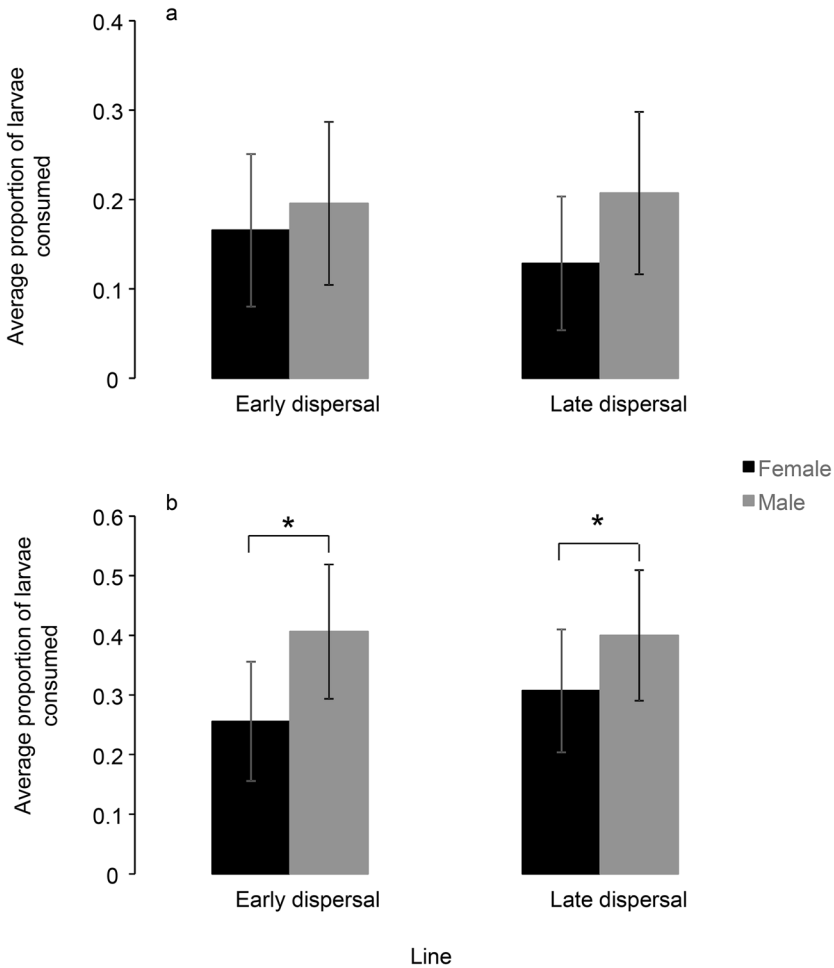 a
0.4
0.3
0.2
0.1
0
Average proportion of larvae
consumed
Early dispersal
Late dispersal
Female
Male
b
0.6
0.5
0.4
0.3
0.2
0.1
0
Average proportion of larvae
consumed
*
*
Early dispersal
Late dispersal
Line